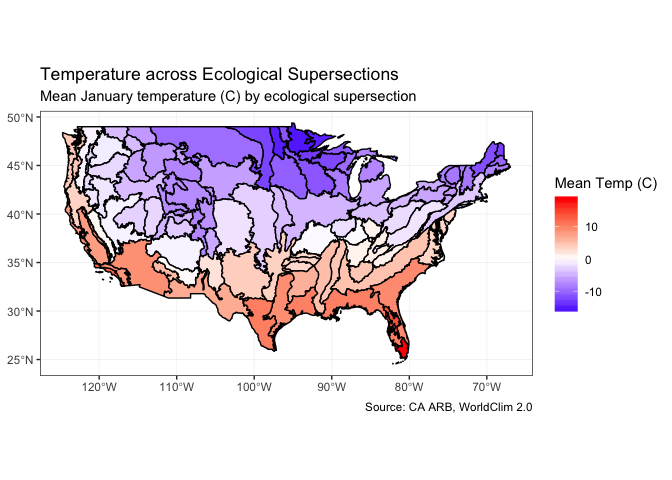 Temperature across Ecological Supersections
Mean January temperature (C) by ecological supersection
50°N
45°N
40°N
35°N
30°N
25°N
120°W 110°W 100°W 90°W 80°W 70°W
Mean Temp (C)
10
0
-10
Source: CA ARB, WorldClim 2.0